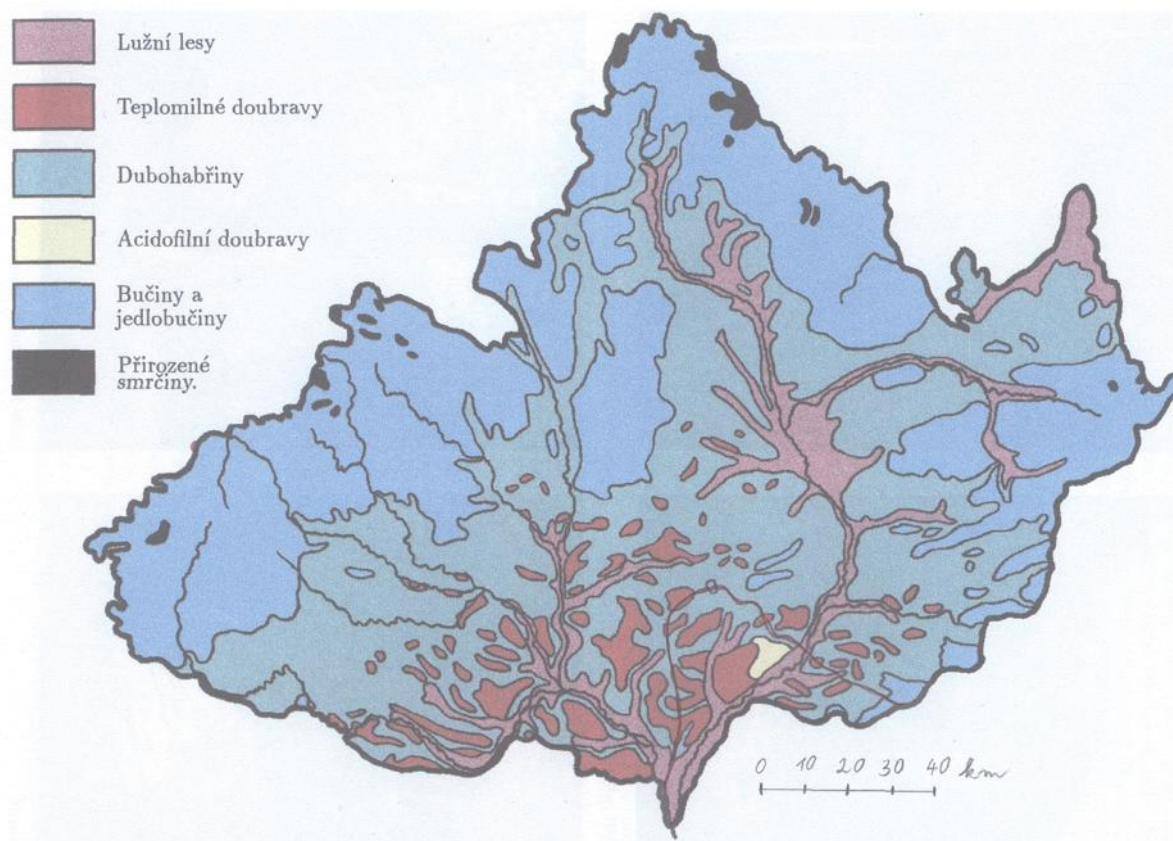 Lužní lesy
Teplomilné doubravy
Dubohabřiny
Acidofilní doubravy
Bučiny a
jedlobučiny
Přirozené
smrčiny.
0 10 20 30 40 km